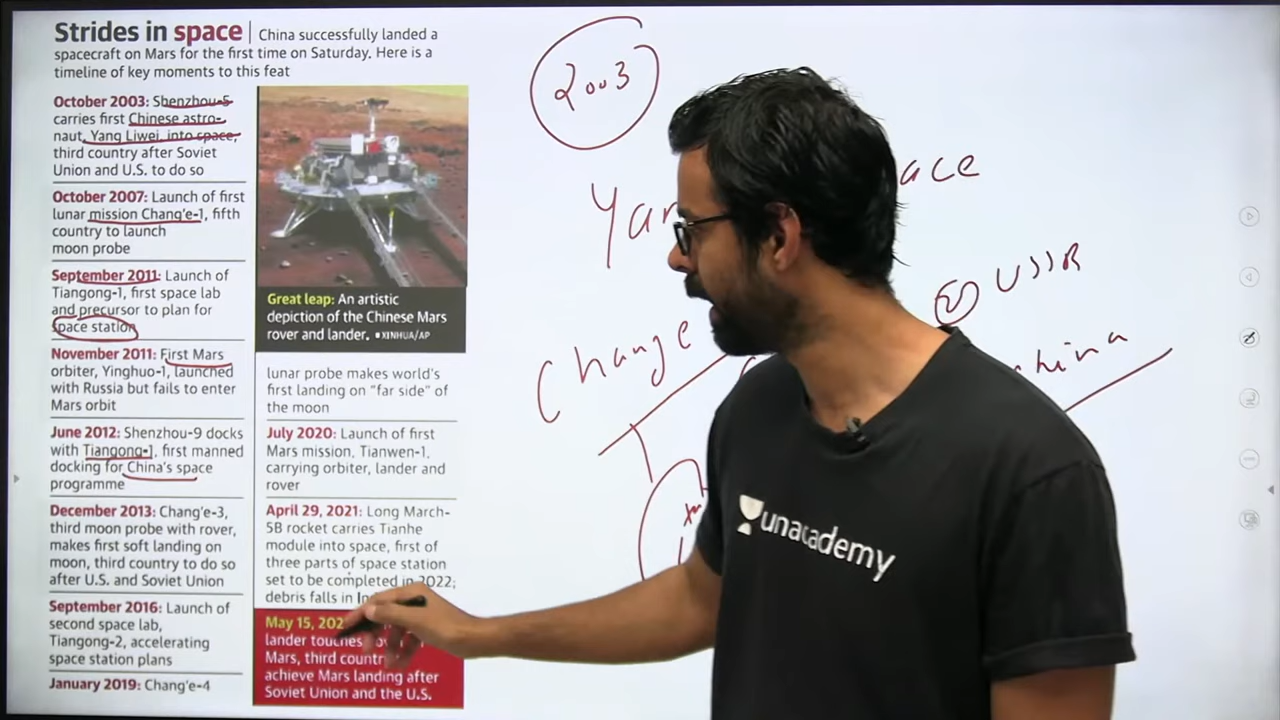 Strides in space | China successfully landed a
spacecraft on Mars for the first time on Saturday. Here is a
timeline of key moments to this feat
October 2003: Shenzhou-5
carries first Chinese astro-
naut, Yang Liwei, into space,
third country after Soviet
Union and U.S. to do so
October 2007: Launch of first
lunar mission Chang'e-1, fifth
country to launch
moon probe
September 2011: Launch of
Tiangong-1, first space lab
and precursor to plan for
space station
November 2011: First Mars
orbiter, Yinghuo-1, launched
with Russia but fails to enter
Mars orbit
June 2012: Shenzhou-9 docks
with Tiangong-1, first manned
docking for China's space
programme
December 2013: Chang'e-3,
third moon probe with rover,
makes first soft landing on
moon, third country to do so
after U.S. and Soviet Union
September 2016: Launch of
second space lab,
Tiangong-2, accelerating
space station plans
January 2019: Chang'e-4
Great leap: An artistic
depiction of the Chinese Mars
rover and lander. XINHUA/AP
lunar probe makes world's
first landing on "far side" of
the moon
July 2020: Launch of first
Mars mission, Tianwen-1,
carrying orbiter, lander and
rover
April 29, 2021: Long March-
5B rocket carries Tianhe
module into space, first of
three parts of space station
set to be completed in 2022;
debris falls in
May 15,
lander touches
Mars, third
achieve Mars landing after
Soviet Union and the U.S.
2003
USSR
Change
unacademy